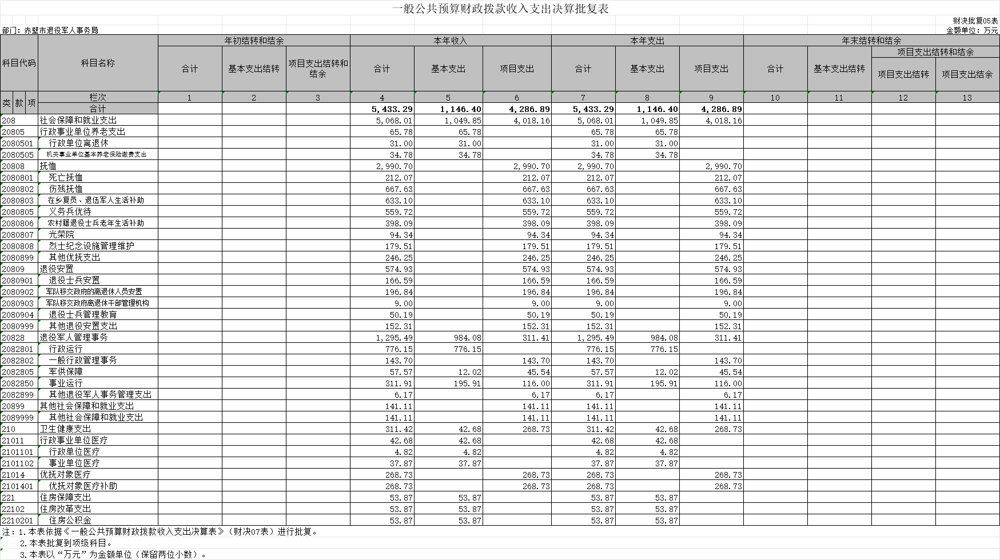 一般公共预算财政拨款收入支出决算批复表
财决批复05表
部门：赤壁市退役军人事务局 金额单位：万元
科目代码 科目名称 年初结转和结余 本年收入 本年支出 年末结转和结余
合计 基本支出结转 项目支出结转和结余 合计 基本支出 项目支出 合计 基本支出 项目支出 合计 基本支出结转 项目支出结转和结余
项目支出结转 项目支出结余
类 款 项 栏次 1 2 3 4 5 6 7 8 9 10 11 12 13
合计 5,433.29 1,146.40 4,286.89 5,433.29 1,146.40 4,286.89
208 社会保障和就业支出 5,068.01 1,049.85 4,018.16 5,068.01 1,049.85 4,018.16
20805 行政事业单位养老支出 65.78 65.78 65.78 65.78
2080501 行政单位离退休 31.00 31.00 31.00 31.00
2080505 机关事业单位基本养老保险缴费支出 34.78 34.78 34.78 34.78
20808 抚恤 2,990.70 2,990.70 2,990.70 2,990.70
2080801 死亡抚恤 212.07 212.07 212.07 212.07
2080802 伤残抚恤 667.63 667.63 667.63 667.63
2080803 在乡复员、退伍军人生活补助 633.10 633.10 633.10 633.10
2080805 义务兵优待 559.72 559.72 559.72 559.72
2080806 农村籍退役士兵老年生活补助 398.09 398.09 398.09 398.09
2080807 光荣院 94.34 94.34 94.34 94.34
2080808 烈士纪念设施管理维护 179.51 179.51 179.51 179.51
2080899 其他优抚支出 246.25 246.25 246.25 246.25
20809 退役安置 574.93 574.93 574.93 574.93
2080901 退役士兵安置 166.59 166.59 166.59 166.59
2080902 军队移交政府的离退休人员安置 196.84 196.84 196.84 196.84
2080903 军队移交政府离退休干部管理机构 9.00 9.00 9.00 9.00
2080904 退役士兵管理教育 50.19 50.19 50.19 50.19
2080999 其他退役安置支出 152.31 152.31 152.31 152.31
20828 退役军人管理事务 1,295.49 984.08 311.41 1,295.49 984.08 311.41
2082801 行政运行 776.15 776.15 776.15 776.15
2082802 一般行政管理事务 143.70 143.70 143.70 143.70
2082805 军供保障 57.57 12.02 45.54 57.57 12.02 45.54
2082850 事业运行 311.91 195.91 116.00 311.91 195.91 116.00
2082899 其他退役军人事务管理支出 6.17 6.17 6.17 6.17
20899 其他社会保障和就业支出 141.11 141.11 141.11 141.11
2089999 其他社会保障和就业支出 141.11 141.11 141.11 141.11
210 卫生健康支出 311.42 42.68 268.73 311.42 42.68 268.73
21011 行政事业单位医疗 42.68 42.68 42.68 42.68
2101101 行政单位医疗 4.82 4.82 4.82 4.82
2101102 事业单位医疗 37.87 37.87 37.87 37.87
21014 优抚对象医疗 268.73 268.73 268.73 268.73
2101401 优抚对象医疗补助 268.73 268.73 268.73 268.73
221 住房保障支出 53.87 53.87 53.87 53.87
22102 住房改革支出 53.87 53.87 53.87 53.87
2210201 住房公积金 53.87 53.87 53.87 53.87
注：1.本表依据《一般公共预算财政拨款收入支出决算表》（财决07表）进行批复。
2.本表批复到项级科目。
3.本表以“万元”为金额单位（保留两位小数）。